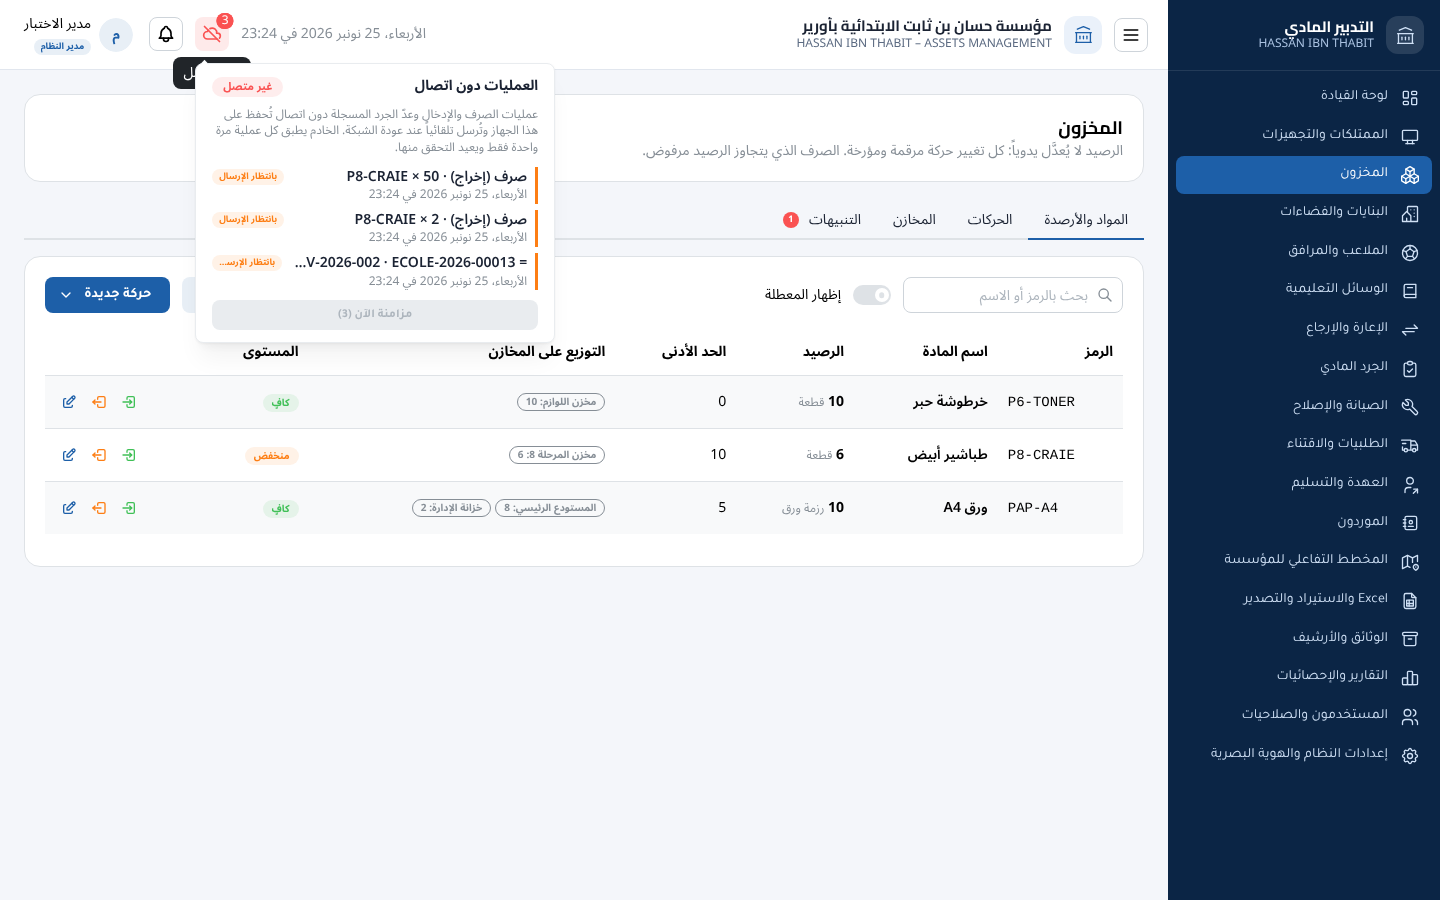 التدبير المادي
HASSAN IBN THABIT
لوحة القيادة
الممتلكات والتجهيزات
المخزون
البنايات والفضاءات
الملاعب والمرافق
الوسائل التعليمية
الإعارة والإرجاع
الجرد المادي
الصيانة والإصلاح
الطلبيات والاقتناء
العهدة والتسليم
الموردون
المخطط التفاعلي للمؤسسة
Excel والاستيراد والتصدير
الوثائق والأرشيف
التقارير والإحصائيات
المستخدمون والصلاحيات
إعدادات النظام والهوية البصرية
مؤسسة حسان بن ثابت الابتدائية بأورير
HASSAN IBN THABIT – ASSETS MANAGEMENT
الأربعاء، 25 نونبر 2026 في 23:24
3
م
مدير الاختبار
مدير النظام
المخزون
الرصيد لا يُعدَّل يدوياً: كل تغيير حركة مرقمة ومؤرخة. الصرف الذي يتجاوز الرصيد مرفوض.
العمليات دون اتصال
غير متصل
عمليات الصرف والإدخال وعدّ الجرد المسجلة دون اتصال تُحفظ على
هذا الجهاز وتُرسل تلقائياً عند عودة الشبكة. الخادم يطبق كل عملية مرة
واحدة فقط ويعيد التحقق منها.
صرف (إخراج) · P8-CRAIE × 50
بانتظار الإرسال
الأربعاء، 25 نونبر 2026 في 23:24
صرف (إخراج) · P8-CRAIE × 2
بانتظار الإرسال
الأربعاء، 25 نونبر 2026 في 23:24
...V-2026-002 · ECOLE-2026-00013 =
بانتظار الإرس...
الأربعاء، 25 نونبر 2026 في 23:24
مزامنة الآن (3)
المواد والأرصدة
الحركات
المخازن
التنبيهات
1
بحث بالرمز أو الاسم
إظهار المعطلة
حركة جديدة
الرمز
اسم المادة
الرصيد
الحد الأدنى
التوزيع على المخازن
المستوى
P6-TONER
خرطوشة حبر
10 قطعة
0
مخزن اللوازم: 10
كافٍ
P8-CRAIE
طباشير أبيض
6 قطعة
10
مخزن المرحلة 8: 6
منخفض
PAP-A4
ورق A4
10 رزمة ورق
5
المستودع الرئيسي: 8
خزانة الإدارة: 2
كافٍ